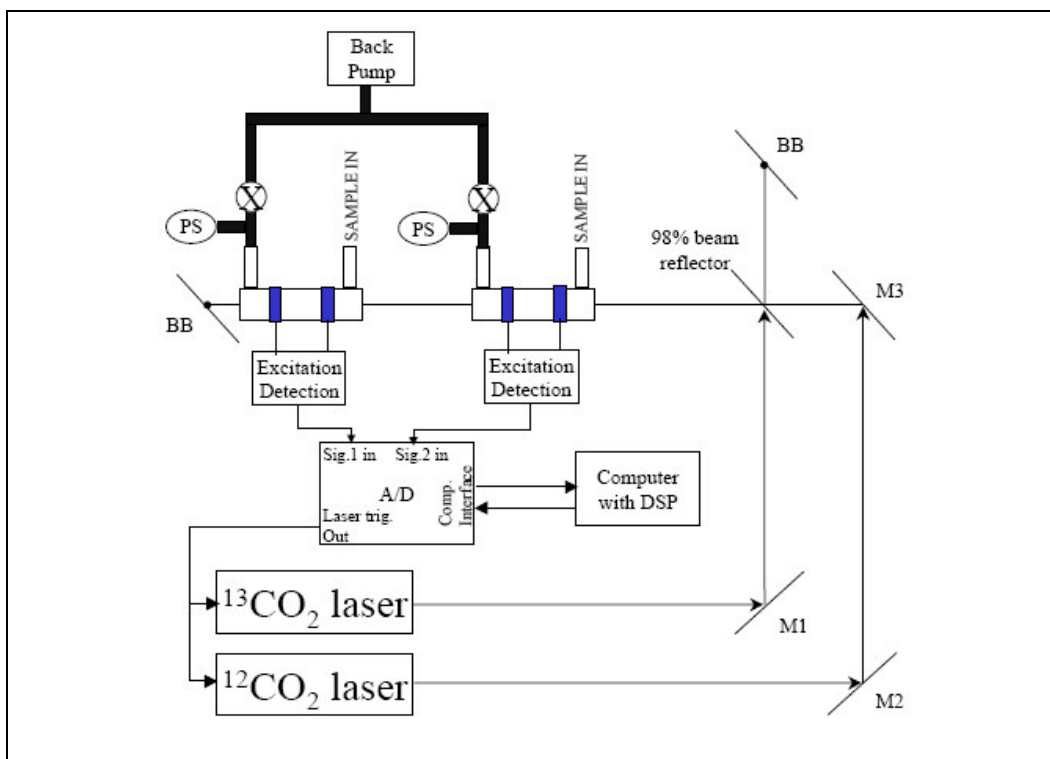 Back
Pump
SAMPLE IN
SAMPLE IN
X
X
PS
PS
BB
98% beam
reflector
M3
BB
Excitation
Detection
Excitation
Detection
Sig.1 in
Sig.2 in
A/D
Comp.
Interface
Laser trig.
Out
Computer
with DSP
¹³CO₂ laser
M1
¹²CO₂ laser
M2